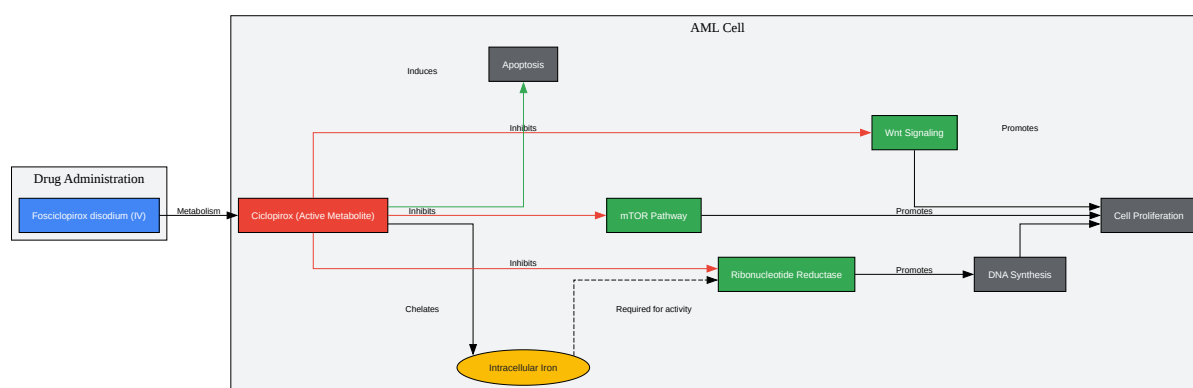 AML Cell
Apoptosis
Induces
Inhibits
Wnt Signaling
Promotes
Drug Administration
Fosciclopirox disodium (IV)
Metabolism
Ciclopirox (Active Metabolite)
Inhibits
mTOR Pathway
Promotes
Cell Proliferation
Inhibits
Ribonucleotide Reductase
Promotes
DNA Synthesis
Chelates
Required for activity
Intracellular Iron